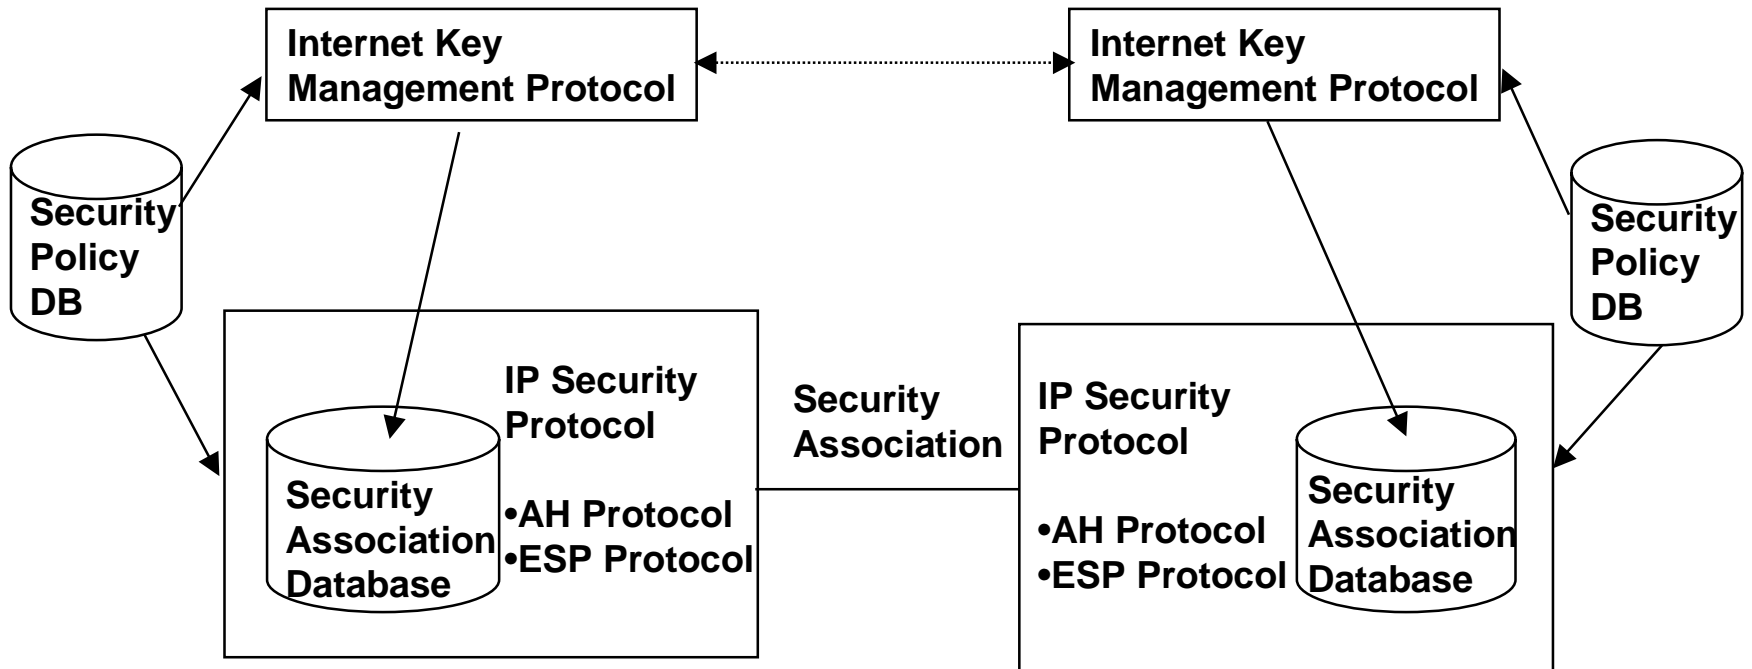 Internet Key
Management Protocol
Internet Key
Management Protocol
Security
Policy
DB
Security
Policy
DB
IP Security
Protocol
•AH Protocol
•ESP Protocol
Security
Association
Database
Security
Association
IP Security
Protocol
•AH Protocol
•ESP Protocol
Security
Association
Database